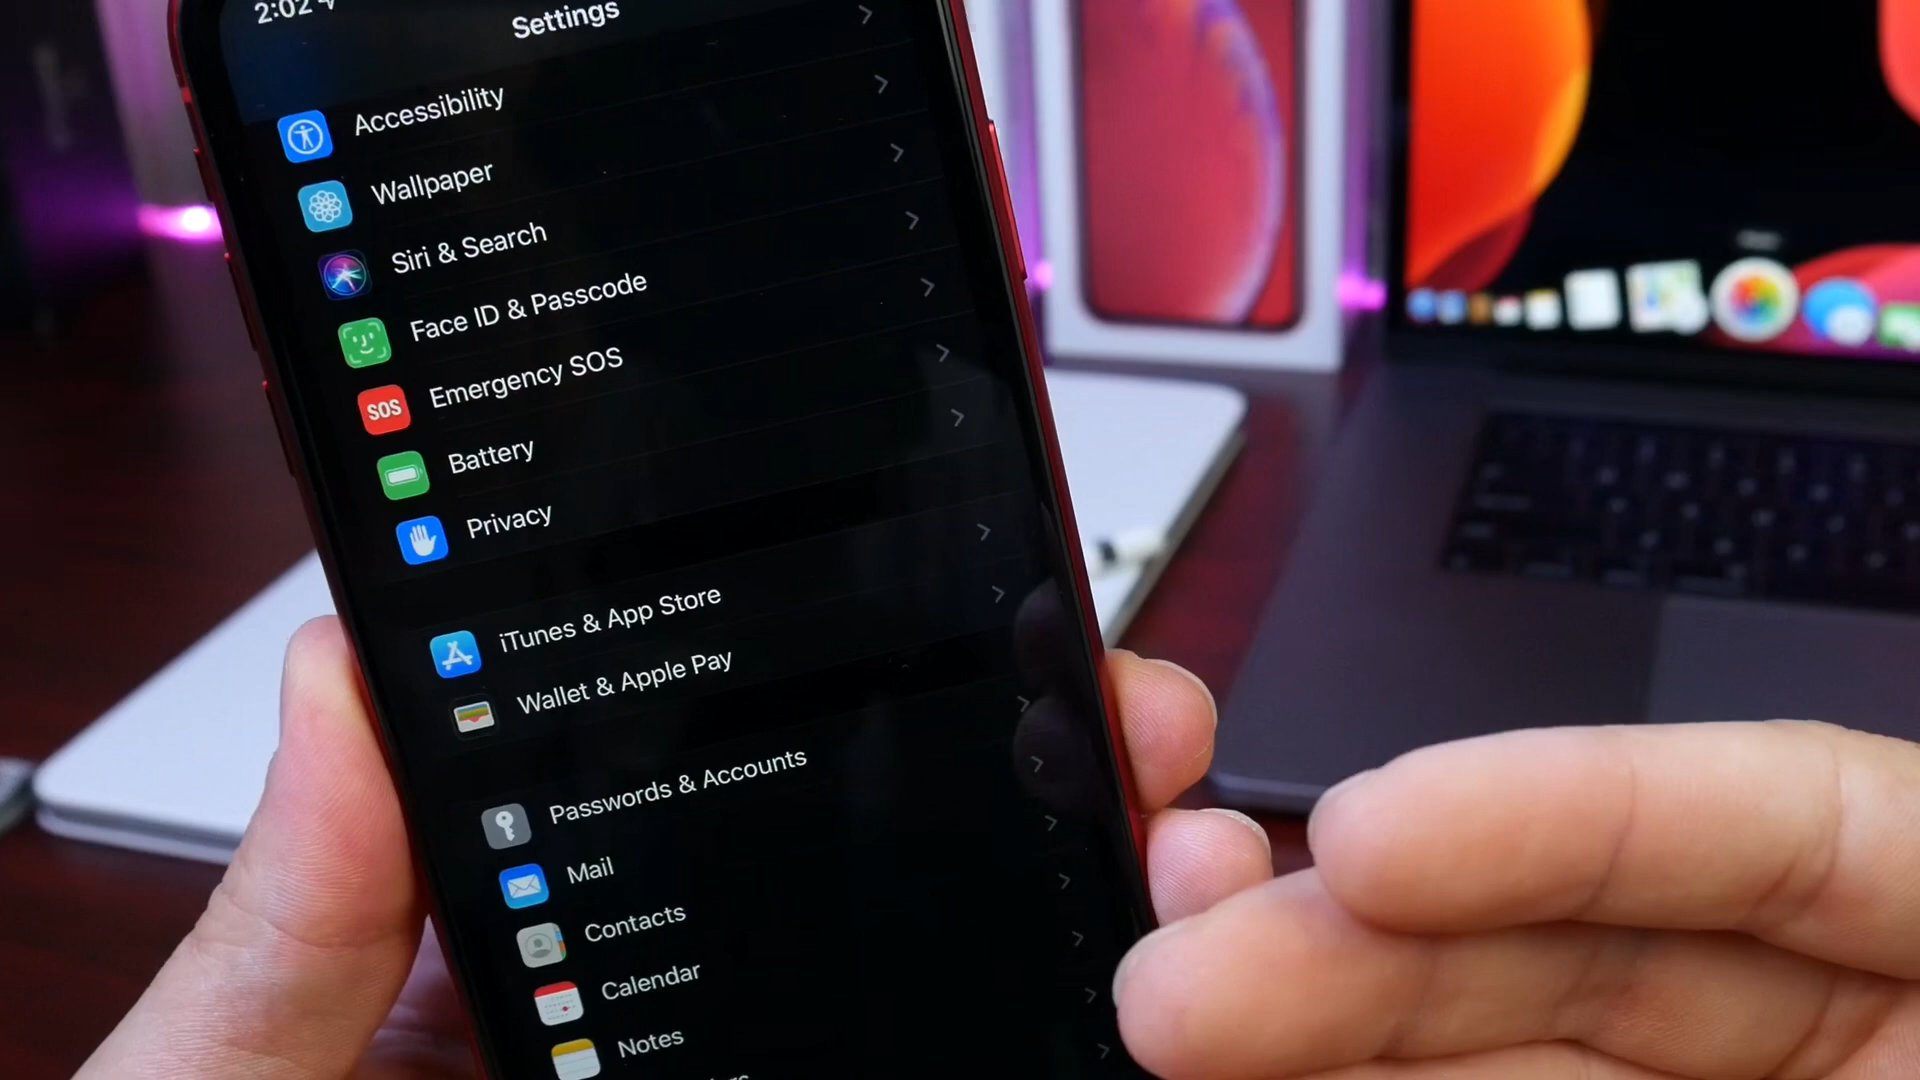 2:02
Settings
Accessibility
Wallpaper
Siri & Search
Face ID & Passcode
SOS
Emergency SOS
Battery
Privacy
iTunes & App Store
Wallet & Apple Pay
Passwords & Accounts
Mail
Contacts
Calendar
Notes